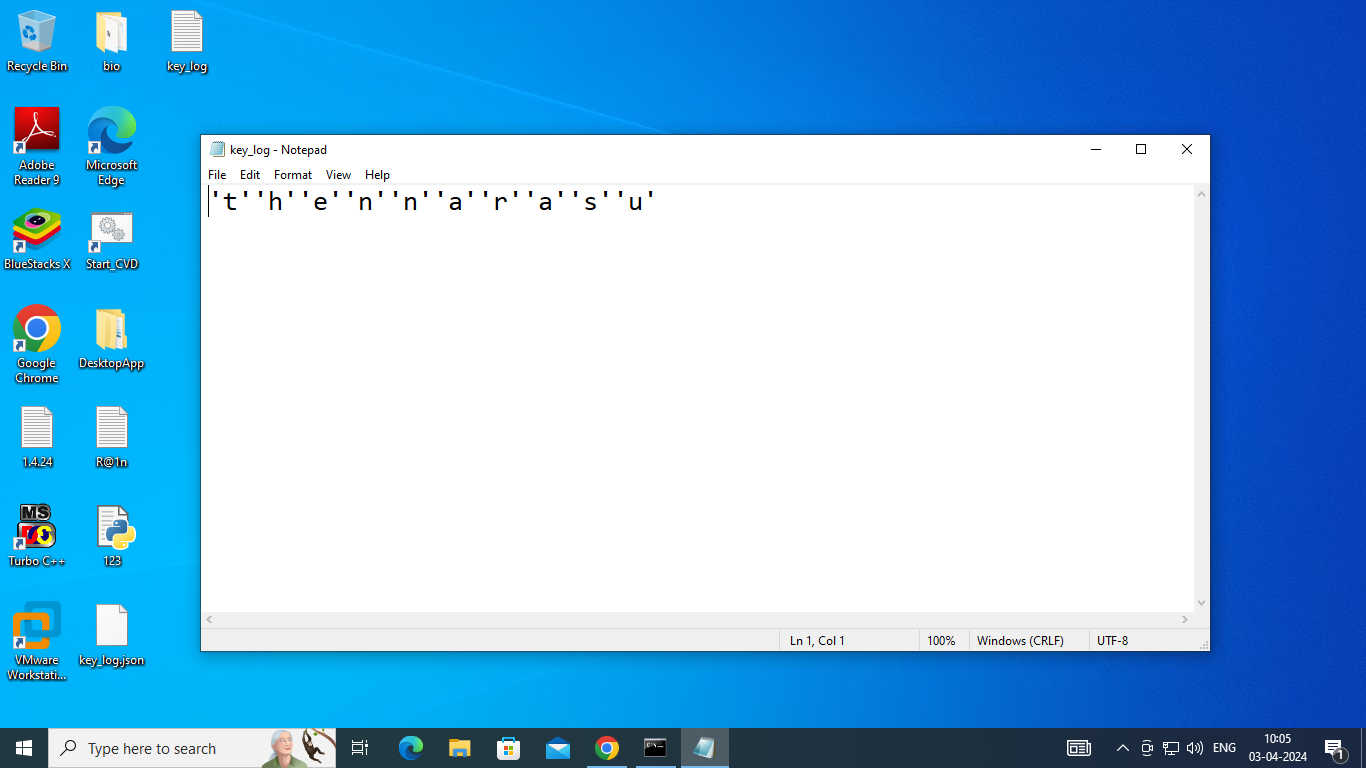 Recycle Bin
bio
key_log
Adobe
Reader 9
Microsoft
Edge
BlueStacks X
Start_CVD
Google
Chrome
DesktopApp
1.4.24
R@1n
MS
Turbo C++
123
VMware
Workstati...
key_log.json
key_log - Notepad
File Edit Format View Help
't''h''e''n''n''a''r''a''s''u'
Ln 1, Col 1
100%
Windows (CRLF)
UTF-8
Type here to search
ENG
10:05
03-04-2024
1